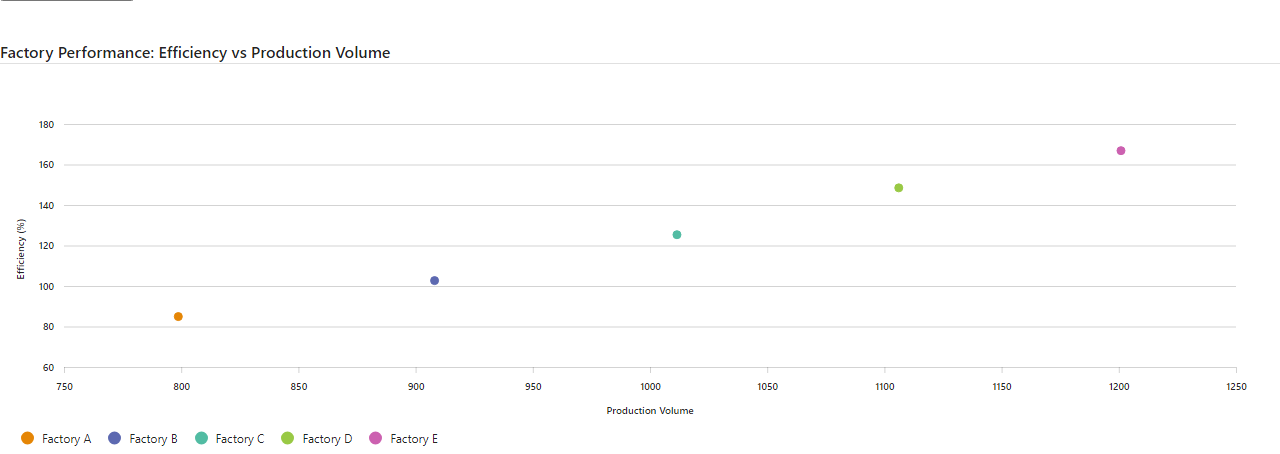 Factory Performance: Efficiency vs Production Volume
180
160
140
120
100
80
60
Efficiency (%)
750 800 850 900 950 1000 1050 1100 1150 1200 1250
Production Volume
Factory A Factory B Factory C Factory D Factory E